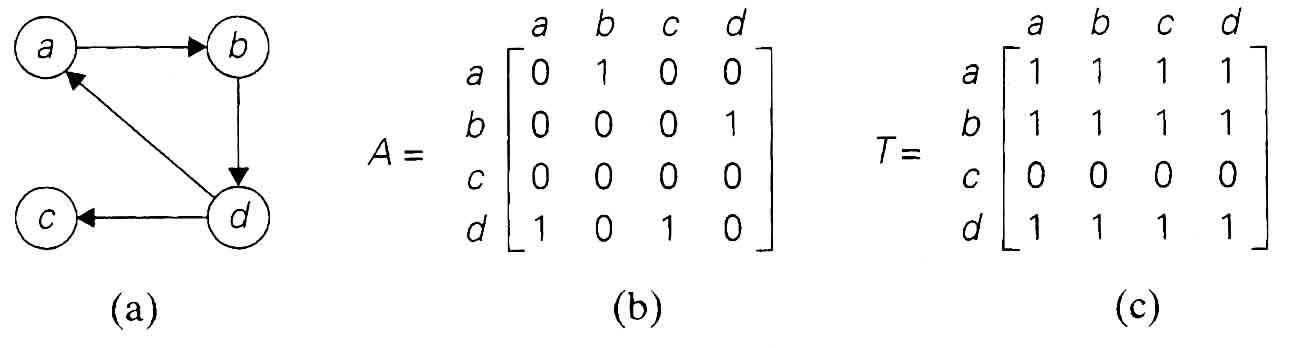 a b
c d
(a)
a b c d
a 0 1 0 0
b 0 0 0 1
A = c 0 0 0 0
d 1 0 1 0
(b)
a b c d
a 1 1 1 1
b 1 1 1 1
T = c 0 0 0 0
d 1 1 1 1
(c)